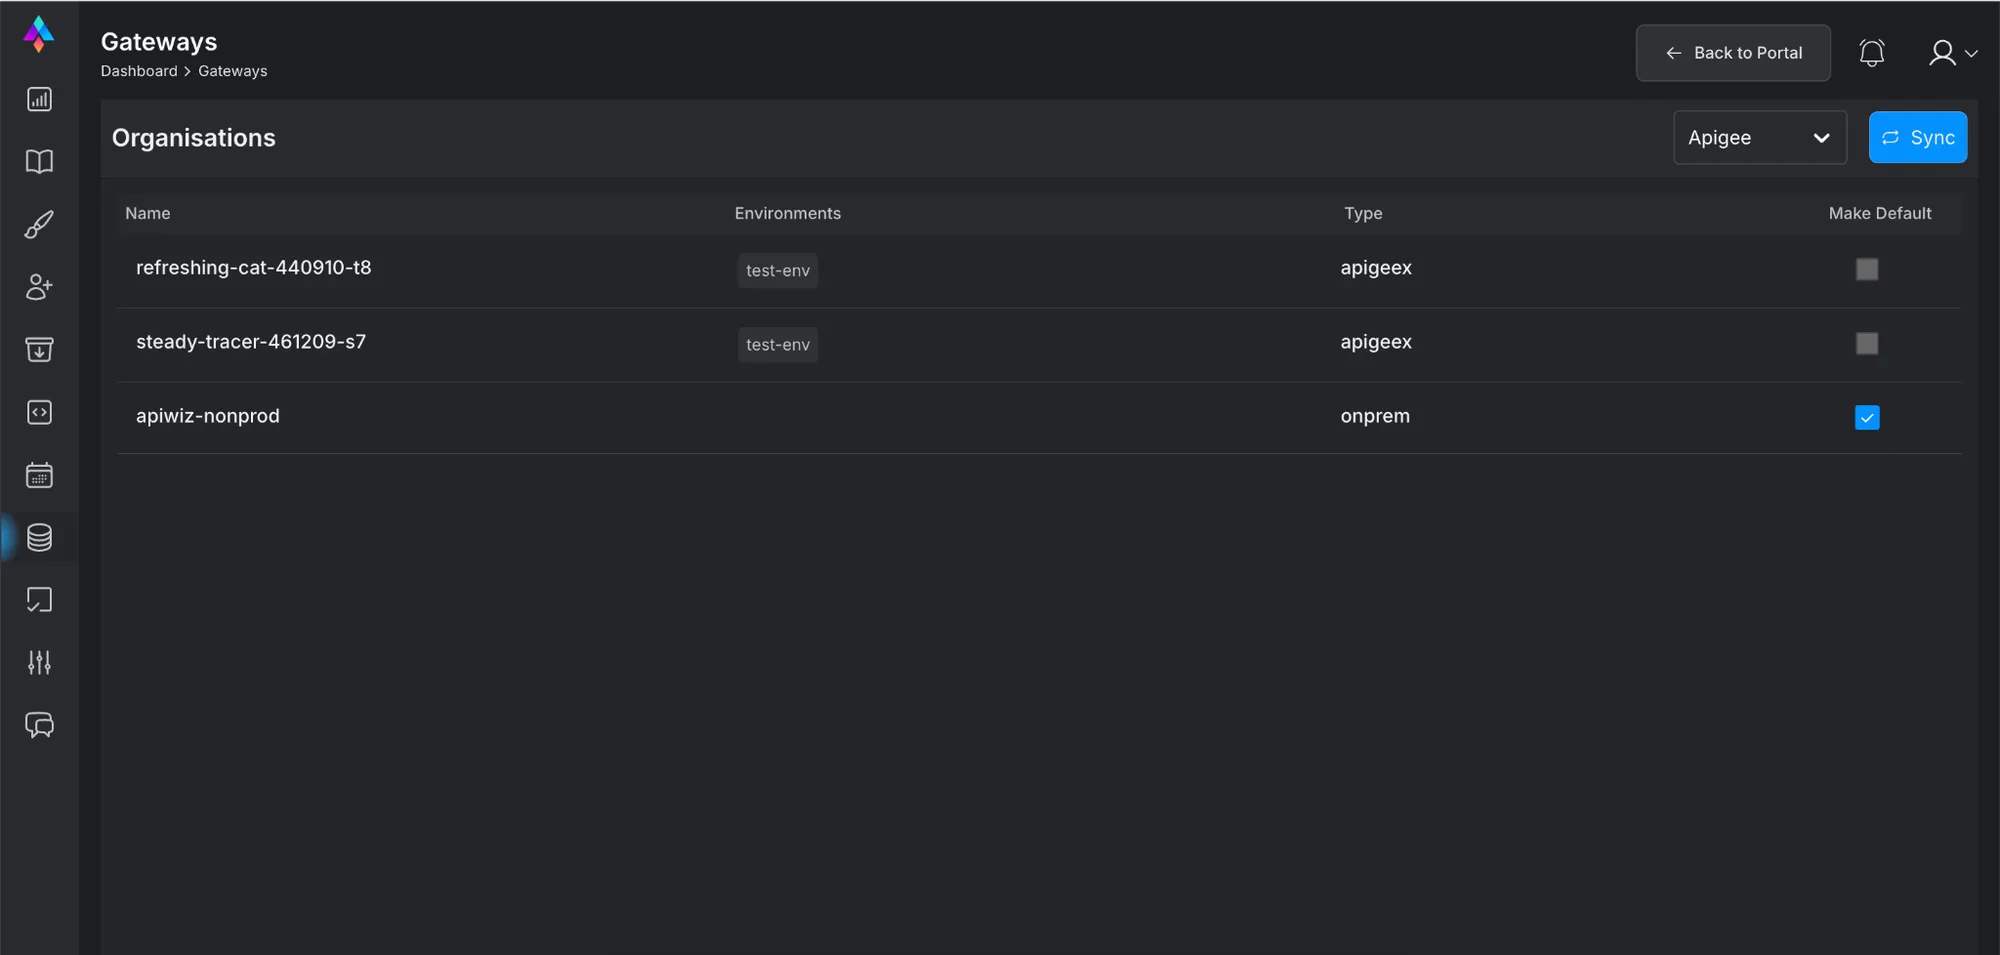 Gateways
Dashboard > Gateways
Back to Portal
Organisations
Apigee
Sync
Name Environments Type Make Default
refreshing-cat-440910-t8 test-env apigeex
steady-tracer-461209-s7 test-env apigeex
apiwiz-nonprod onprem